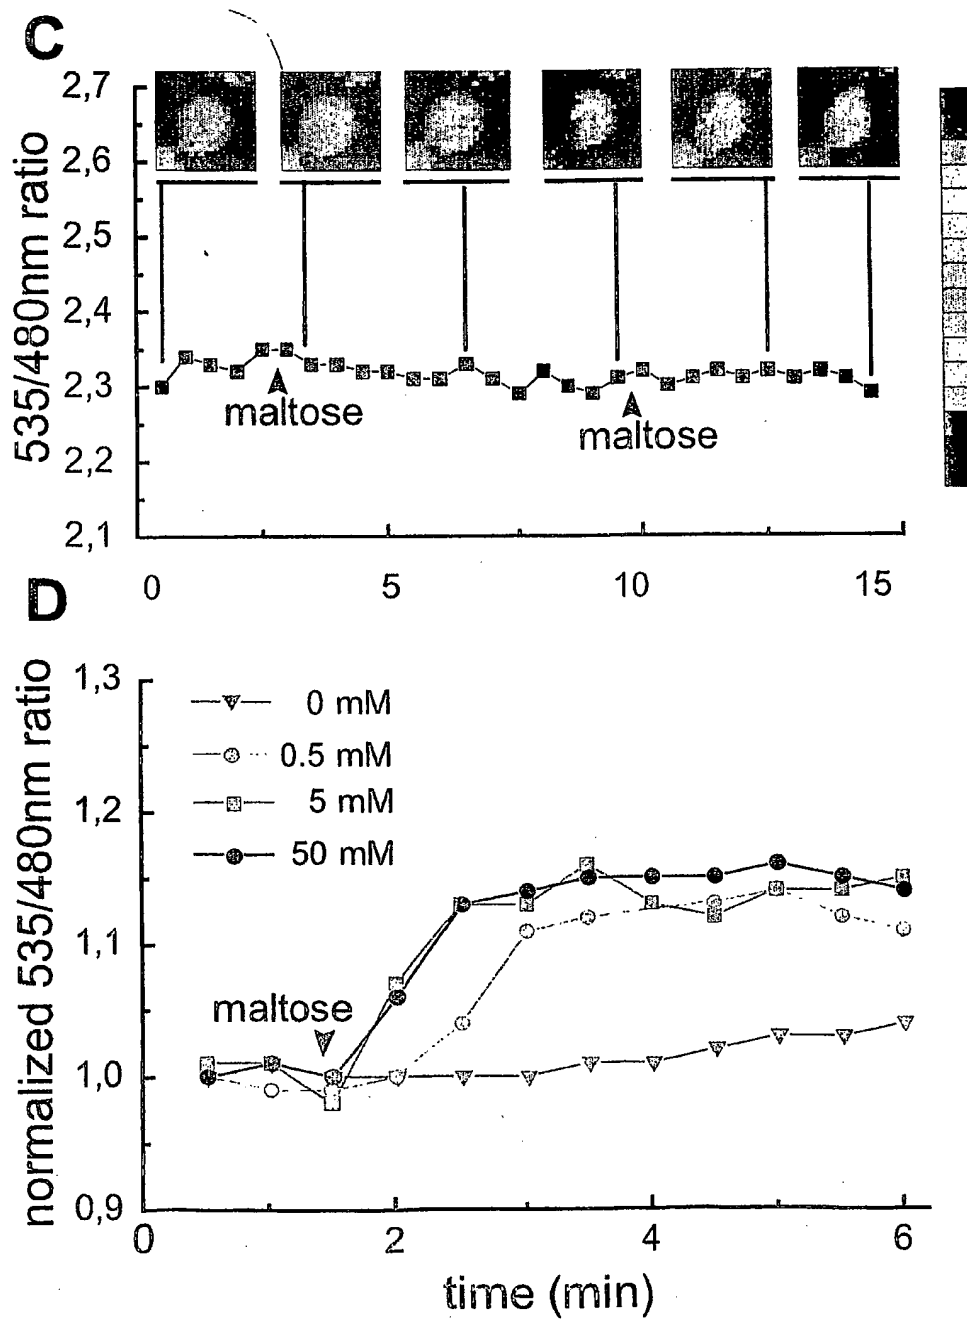 C
535/480nm ratio
2,7
2,6
2,5
2,4
2,3
2,2
2,1
maltose
maltose
0 5 10 15
D
normalized 535/480nm ratio
1,3
1,2
1,1
1,0
0,9
0 mM
0.5 mM
5 mM
50 mM
maltose
0 2 4 6
time (min)